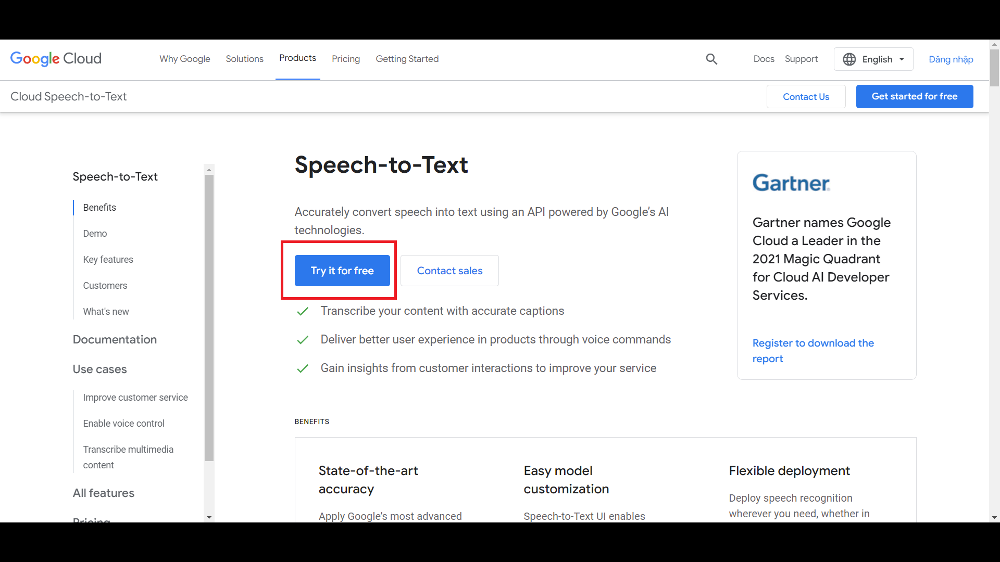 Google Cloud
Why Google
Solutions
Products
Pricing
Getting Started
Docs
Support
English
Đăng nhập
Cloud Speech-to-Text
Contact Us
Get started for free
Speech-to-Text
Benefits
Demo
Key features
Customers
What's new
Documentation
Use cases
Improve customer service
Enable voice control
Transcribe multimedia
content
All features
Pricing
Speech-to-Text
Accurately convert speech into text using an API powered by Google’s AI
technologies.
Try it for free
Contact sales
Transcribe your content with accurate captions
Deliver better user experience in products through voice commands
Gain insights from customer interactions to improve your service
Gartner
Gartner names Google
Cloud a Leader in the
2021 Magic Quadrant
for Cloud AI Developer
Services.
Register to download the
report
BENEFITS
State-of-the-art
accuracy
Apply Google’s most advanced
Easy model
customization
Speech-to-Text UI enables
Flexible deployment
Deploy speech recognition
wherever you need, whether in